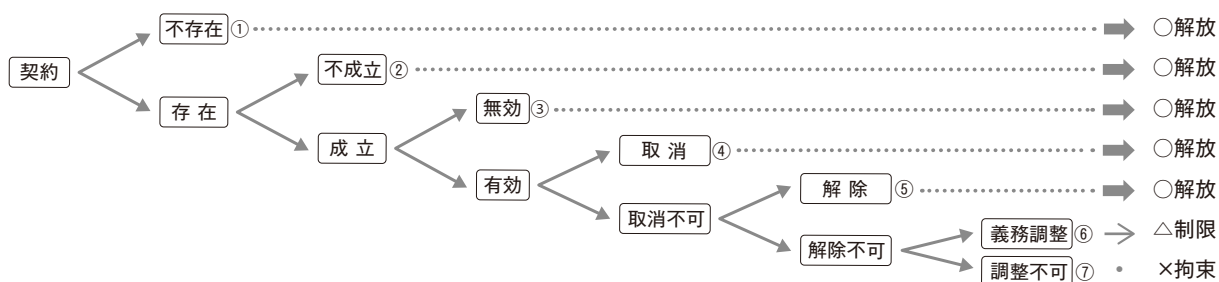 不存在① ○解放
契約 不成立② ○解放
存在 無効③ ○解放
成立 取消④ ○解放
有効 解除⑤ ○解放
取消不可 義務調整⑥ △制限
解除不可
調整不可⑦ ×拘束